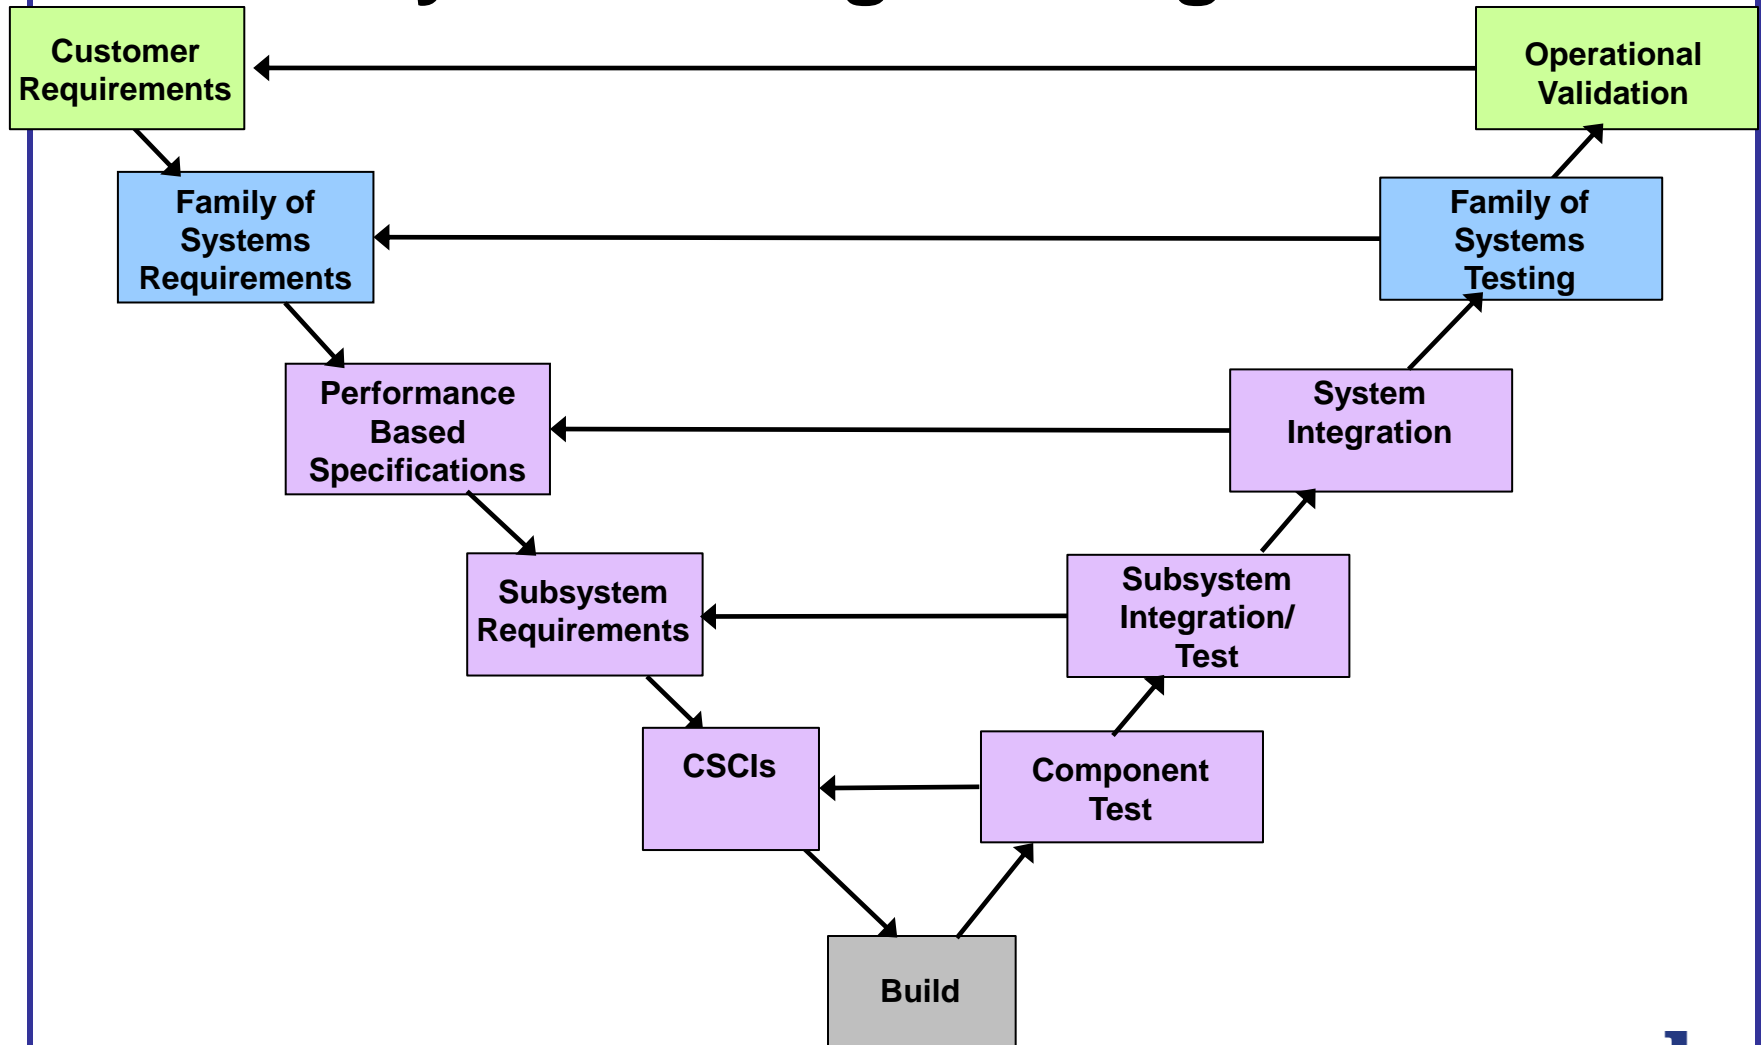 Customer
Requirements
Operational
Validation
Family of
Systems
Requirements
Family of
Systems
Testing
Performance
Based
Specifications
System
Integration
Subsystem
Requirements
Subsystem
Integration/
Test
CSCIs
Component
Test
Build